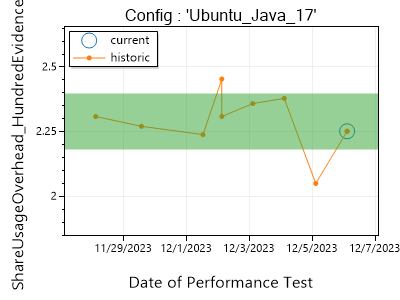 Config : 'Ubuntu_Java_17'
current
historic
ShareUsageOverhead_HundredEvidence
2.5
2.25
2
11/29/2023
12/1/2023
12/3/2023
12/5/2023
12/7/2023
Date of Performance Test